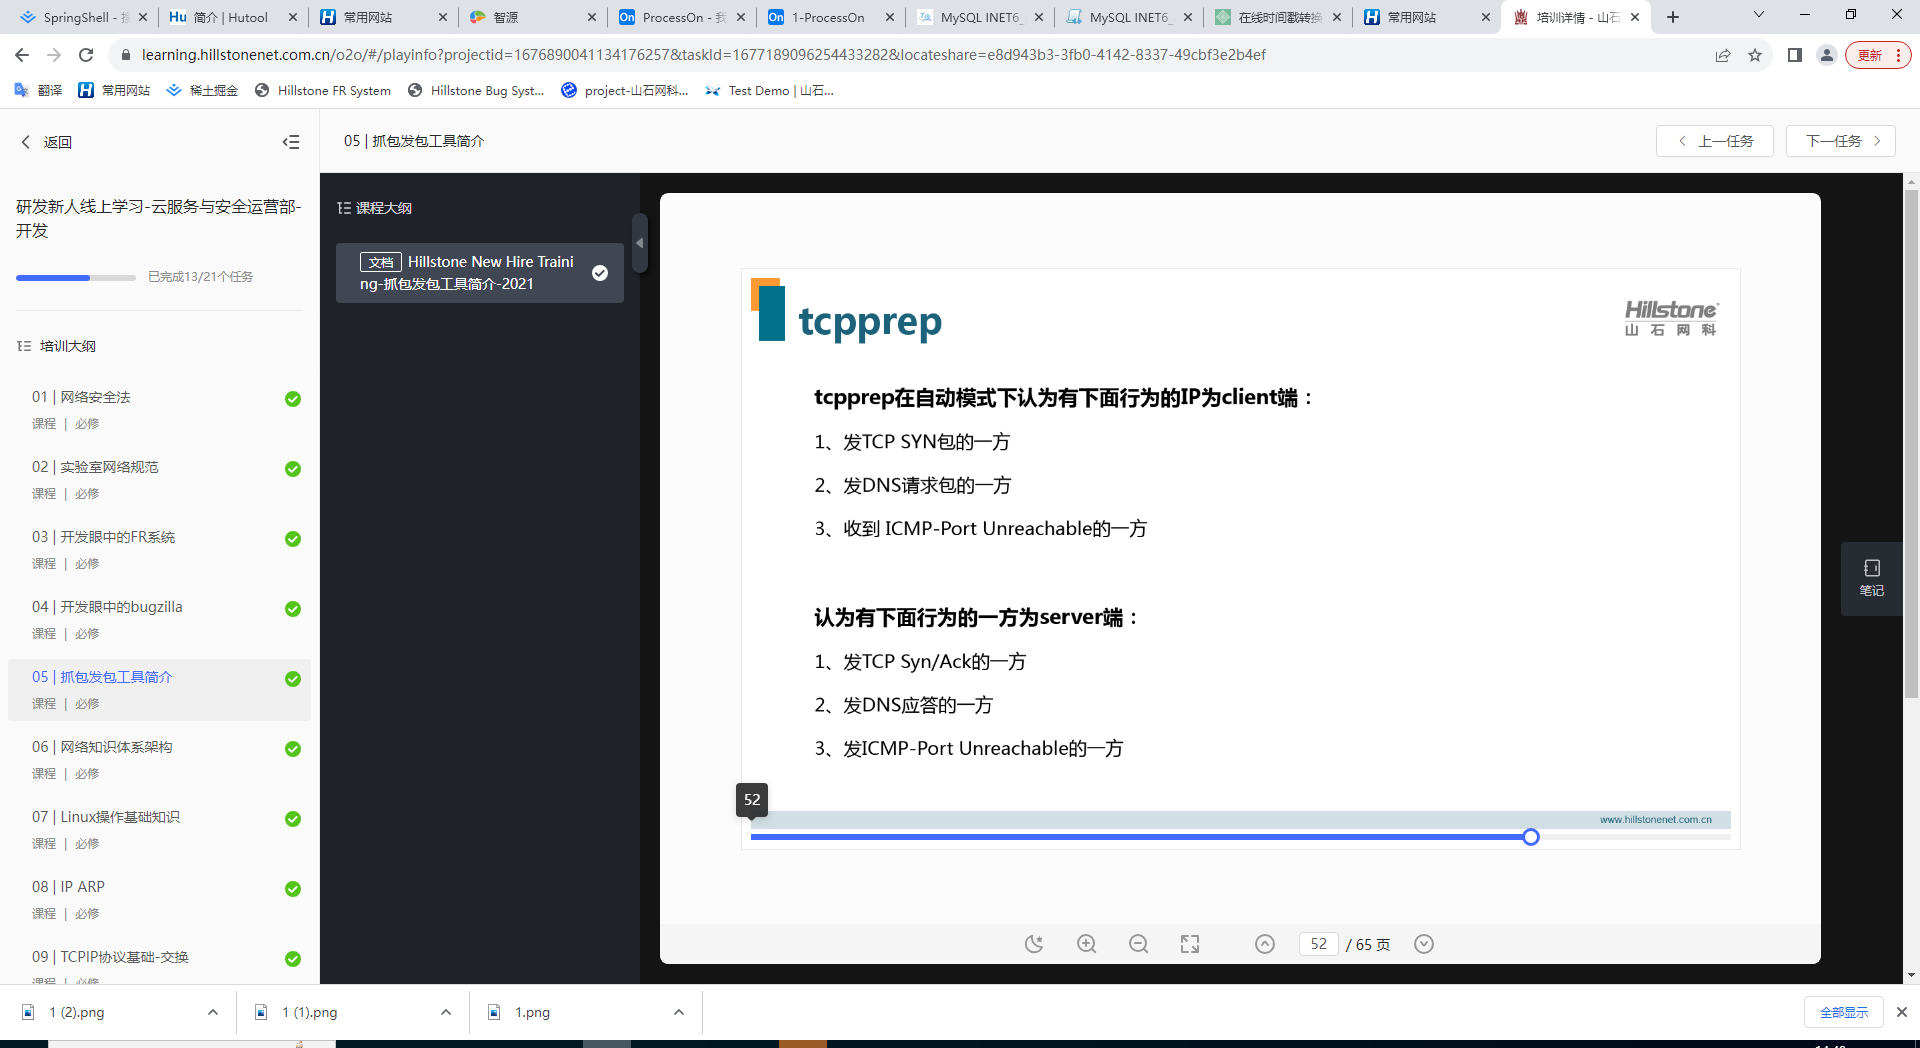 SpringShell - 搜
简介 | Hutool
常用网站
智源
ProcessOn - 我
1-ProcessOn
MySQL INET6_
MySQL INET6_
在线时间戳转换
常用网站
培训详情 - 山石
learning.hillstonenet.com.cn/o2o/#/playinfo?projectid=1676890041134176257&taskId=1677189096254433282&locateshare=e8d943b3-3fb0-4142-8337-49cbf3e2b4ef
更新
翻译
常用网站
稀土掘金
Hillstone FR System
Hillstone Bug Syst...
project-山石网科...
Test Demo | 山石...
返回
05 | 抓包发包工具简介
上一任务
下一任务
研发新人线上学习-云服务与安全运营部-
开发
已完成13/21个任务
培训大纲
01 | 网络安全法
课程 | 必修
02 | 实验室网络规范
课程 | 必修
03 | 开发眼中的FR系统
课程 | 必修
04 | 开发眼中的bugzilla
课程 | 必修
05 | 抓包发包工具简介
课程 | 必修
06 | 网络知识体系架构
课程 | 必修
07 | Linux操作基础知识
课程 | 必修
08 | IP ARP
课程 | 必修
09 | TCPIP协议基础-交换
课程 | 必修
课程大纲
文档 Hillstone New Hire Traini
ng-抓包发包工具简介-2021
tcpprep
Hillstone
山石网科
tcpprep在自动模式下认为有下面行为的IP为client端：
1、发TCP SYN包的一方
2、发DNS请求包的一方
3、收到 ICMP-Port Unreachable的一方
认为有下面行为的一方为server端：
1、发TCP Syn/Ack的一方
2、发DNS应答的一方
3、发ICMP-Port Unreachable的一方
52
www.hillstonenet.com.cn
52 / 65 页
笔记
1 (2).png
1 (1).png
1.png
全部显示